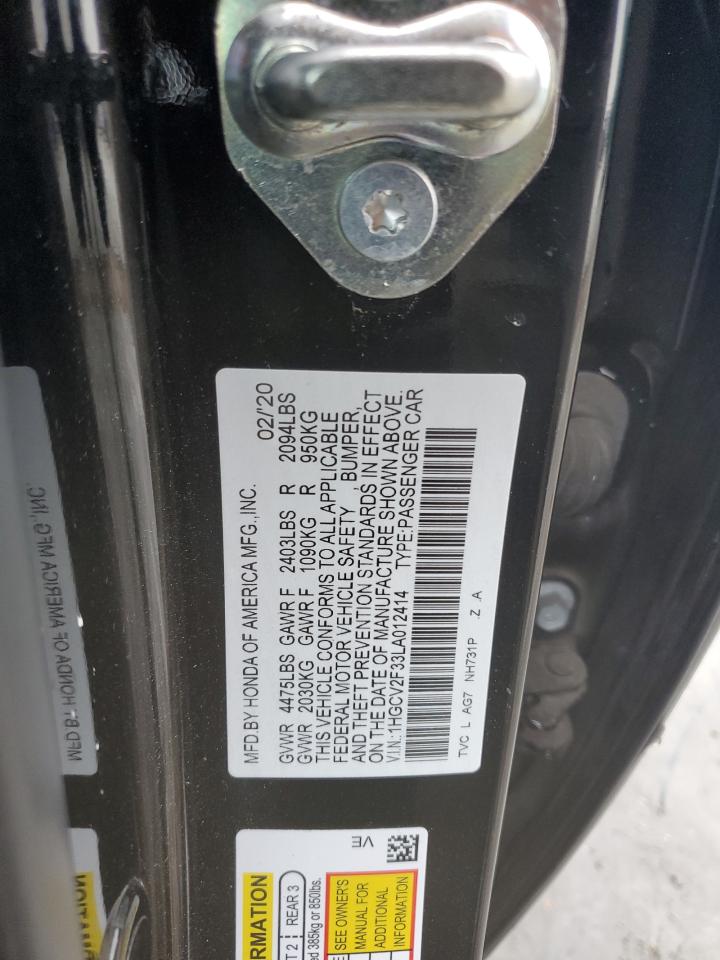 MFD.BY HONDA OF AMERICA MFG.,INC. 02/'20
GVWR 4475LBS GAWR F 2403LBS R 2094LBS
GVWR 2030KG GAWR F 1090KG R 950KG
THIS VEHICLE CONFORMS TO ALL APPLICABLE
FEDERAL MOTOR VEHICLE SAFETY , BUMPER,
AND THEFT PREVENTION STANDARDS IN EFFECT
ON THE DATE OF MANUFACTURE SHOWN ABOVE.
V.I.N.:1HGCV2F33LA012414 TYPE:PASSENGER CAR
TVC L AG7 NH731P .Z .A
VE
REAR 3
385kg or 850lbs.
SEE OWNER'S
MANUAL FOR
ADDITIONAL
INFORMATION
MFD BY HONDA OF AMERICA MFG.,INC.